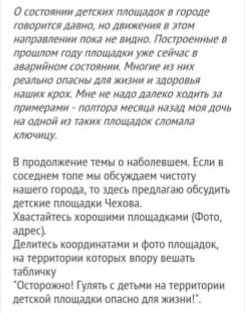 О состоянии детских площадок в городе
говорится давно, но движения в этом
направлении пока не видно. Построенные в
прошлом году площадки уже сейчас в
аварийном состоянии. Многие из них
реально опасны для жизни и здоровья
наших крох. Мне не надо далеко ходить за
примерами - полтора месяца назад моя дочь
на одной из таких площадок сломала
ключицу.
В продолжение темы о наболевшем. Если в
соседнем топе мы обсуждаем чистоту
нашего города, то здесь предлагаю обсудить
детские площадки Чехова.
Хвастайтесь хорошими площадками (Фото,
адрес).
Делитесь координатами и фото площадок,
на территории которых впору вешать
табличку
"Осторожно! Гулять с детьми на территории
детской площадки опасно для жизни!".